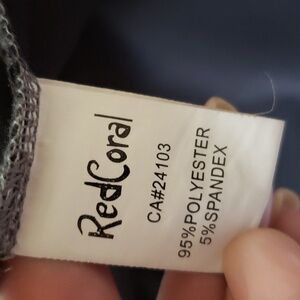 RedCoral
CA#24103
95%POLYESTER
5%SPANDEX